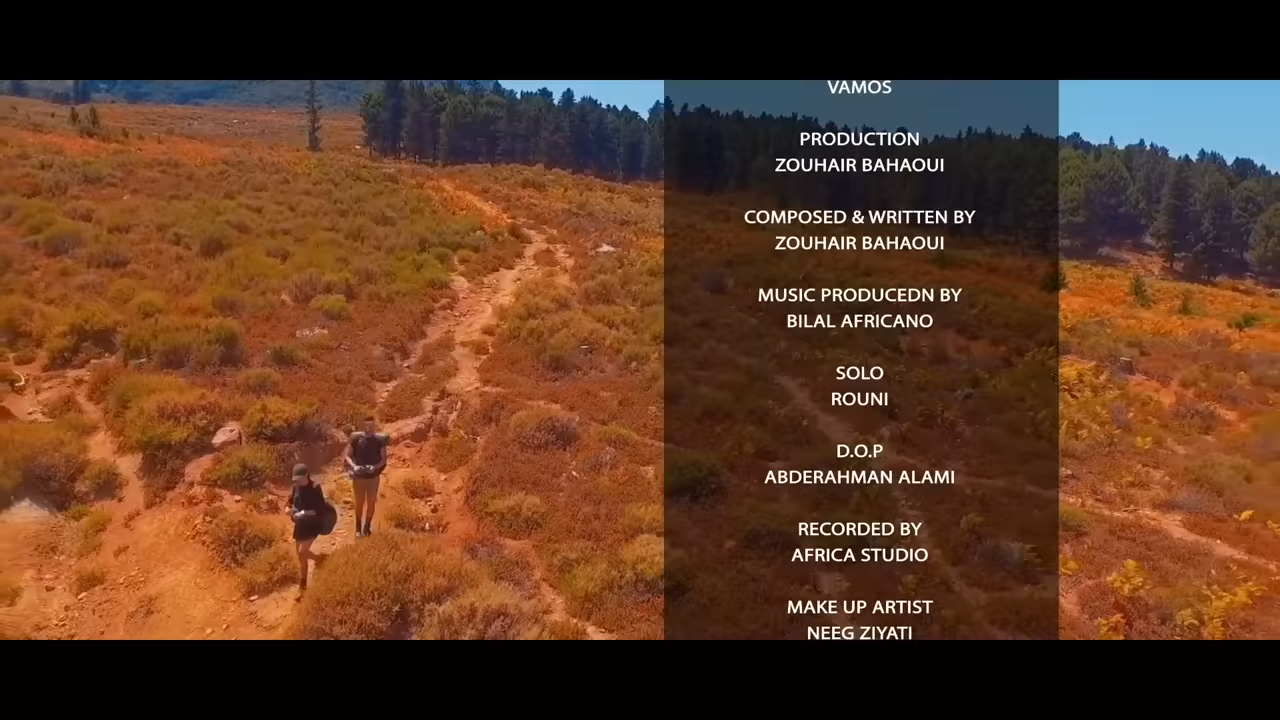 VAMOS
PRODUCTION
ZOUHAIR BAHAOUI
COMPOSED & WRITTEN BY
ZOUHAIR BAHAOUI
MUSIC PRODUCEDN BY
BILAL AFRICANO
SOLO
ROUNI
D.O.P
ABDERAHMAN ALAMI
RECORDED BY
AFRICA STUDIO
MAKE UP ARTIST
NEEG ZIYATI